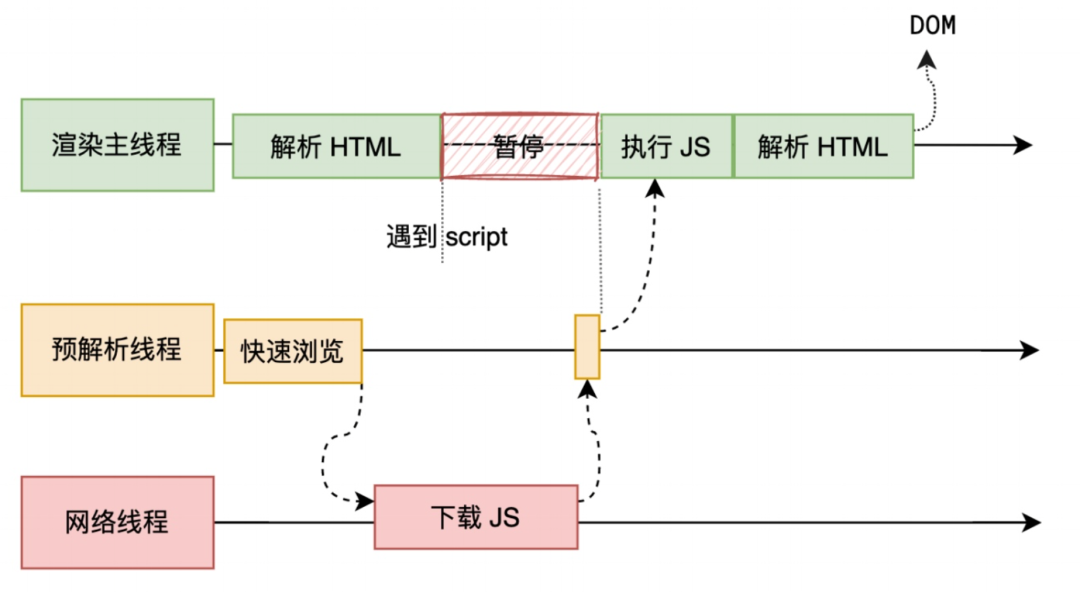 DOM
渲染主线程
解析 HTML
暂停
执行 JS
解析 HTML
遇到 script
预解析线程
快速浏览
网络线程
下载 JS